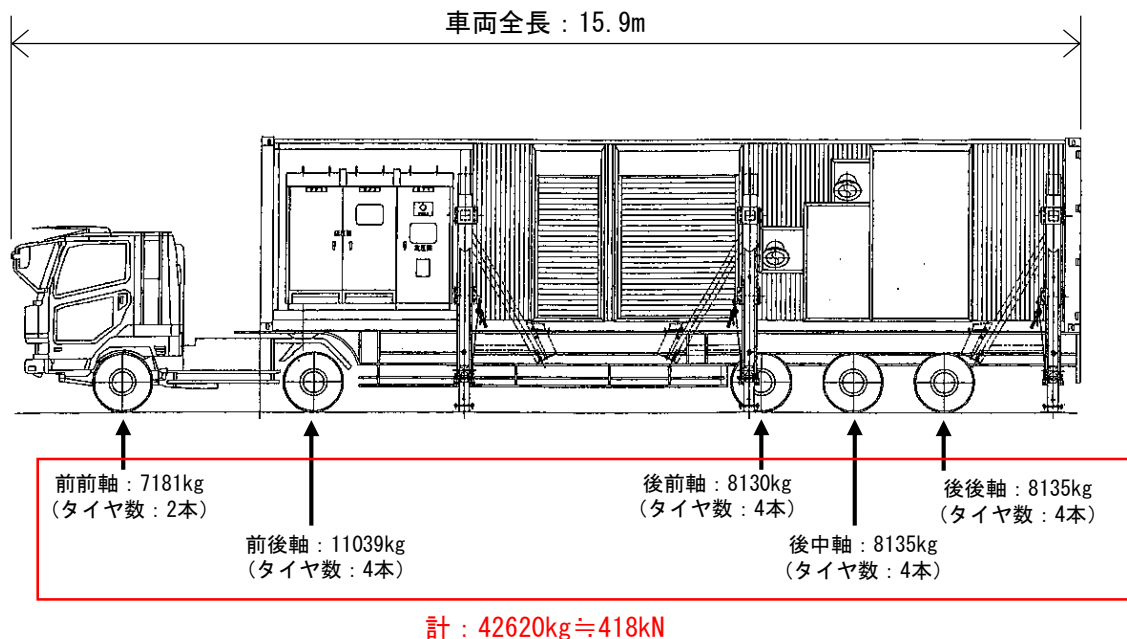 車両全長：15.9m
前前軸：7181kg
（タイヤ数：2本）
前後軸：11039kg
（タイヤ数：4本）
後前軸：8130kg
（タイヤ数：4本）
後中軸：8135kg
（タイヤ数：4本）
後後軸：8135kg
（タイヤ数：4本）
計：42620kg≒418kN